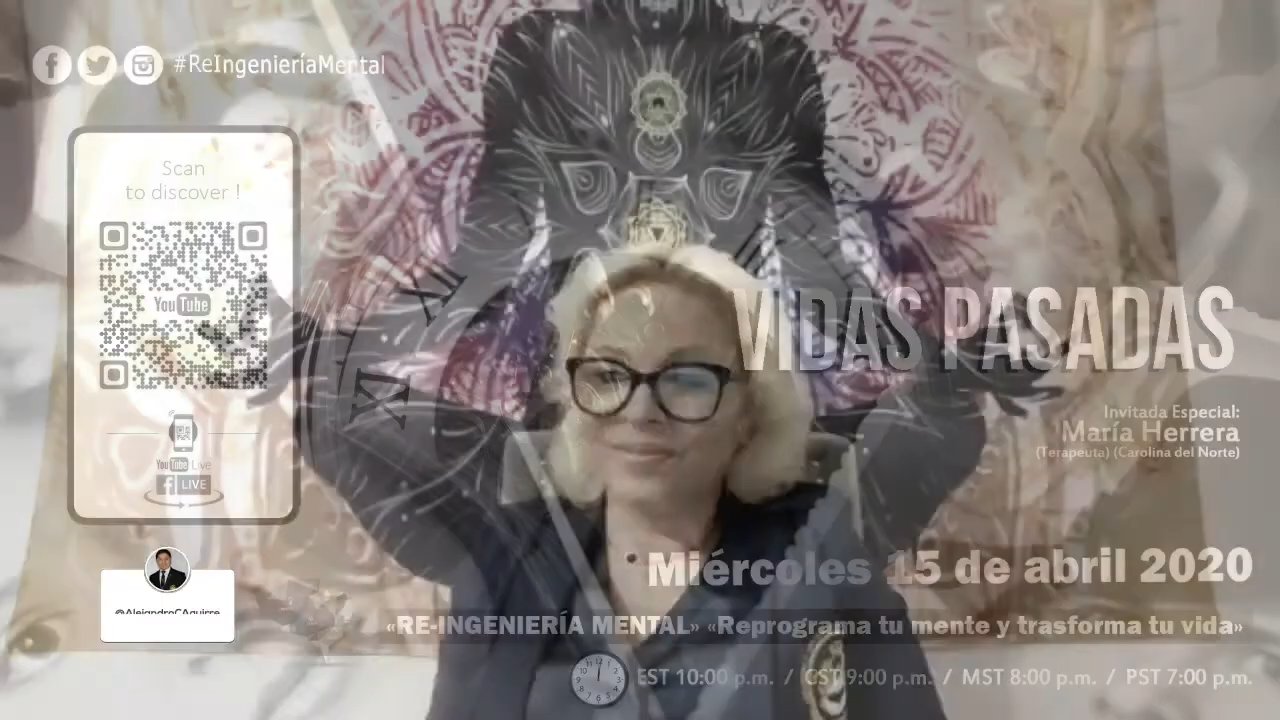 #ReIngenieríaMental
Scan
to discover !
YouTube
YouTube Live
f LIVE
@AlejandroCAguirre
VIDAS PASADAS
Invitada Especial:
María Herrera
(Terapeuta) (Carolina del Norte)
Miércoles 15 de abril 2020
«RE-INGENIERÍA MENTAL» «Reprograma tu mente y trasforma tu vida»
EST 10:00 p.m. / CST 9:00 p.m. / MST 8:00 p.m. / PST 7:00 p.m.
XII
XI